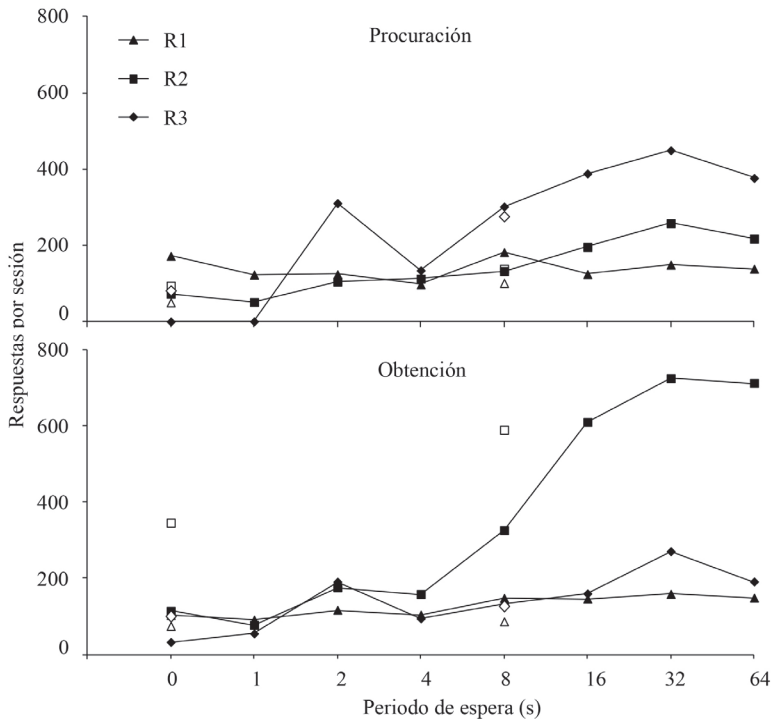 800
Procuración
R1
R2
R3
600
400
200
0
Respuestas por sesión
800
Obtención
600
400
200
0
0 1 2 4 8 16 32 64
Periodo de espera (s)